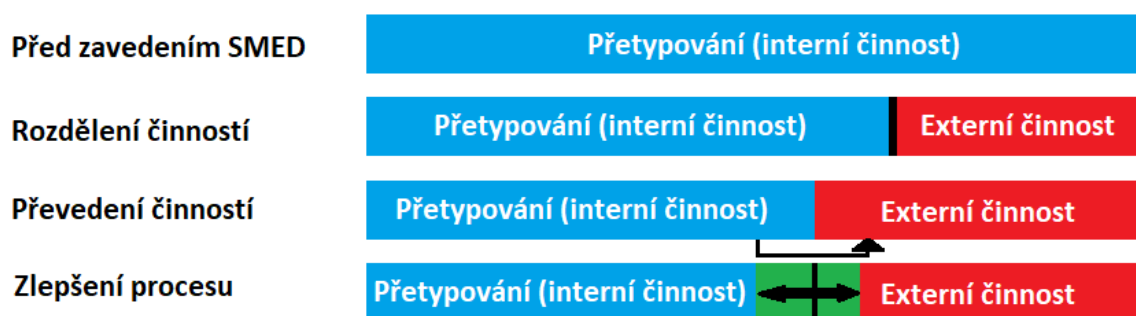 Před zavedením SMED
Přetypování (interní činnost)
Rozdělení činností
Přetypování (interní činnost)
Externí činnost
Převedení činností
Přetypování (interní činnost)
Externí činnost
Zlepšení procesu
Přetypování (interní činnost)
Externí činnost